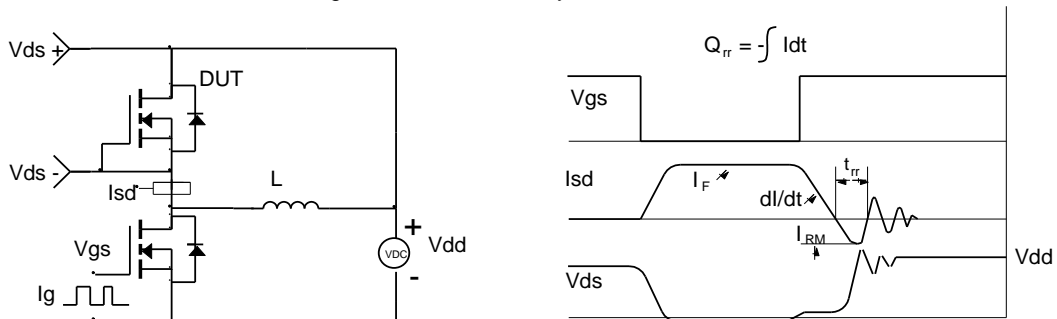 Vds +
DUT
Vds -
Isd
L
Vgs
Ig
+
VDC
-
Vdd
Q_rr = -∫ Idt
Vgs
Isd
I_F
dI/dt
t_rr
I_RM
Vds
Vdd